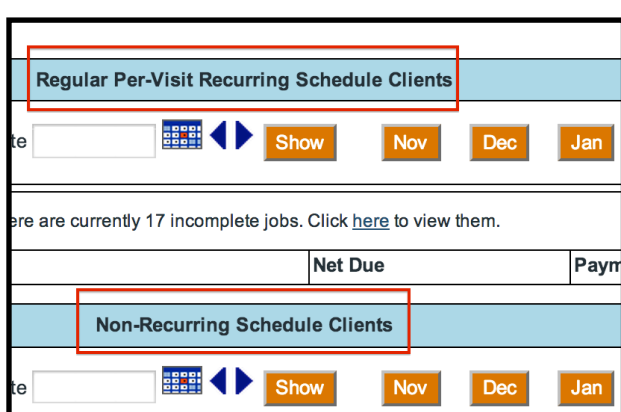 Regular Per-Visit Recurring Schedule Clients
te Show Nov Dec Jan
ere are currently 17 incomplete jobs. Click here to view them.
Net Due Paym
Non-Recurring Schedule Clients
te Show Nov Dec Jan